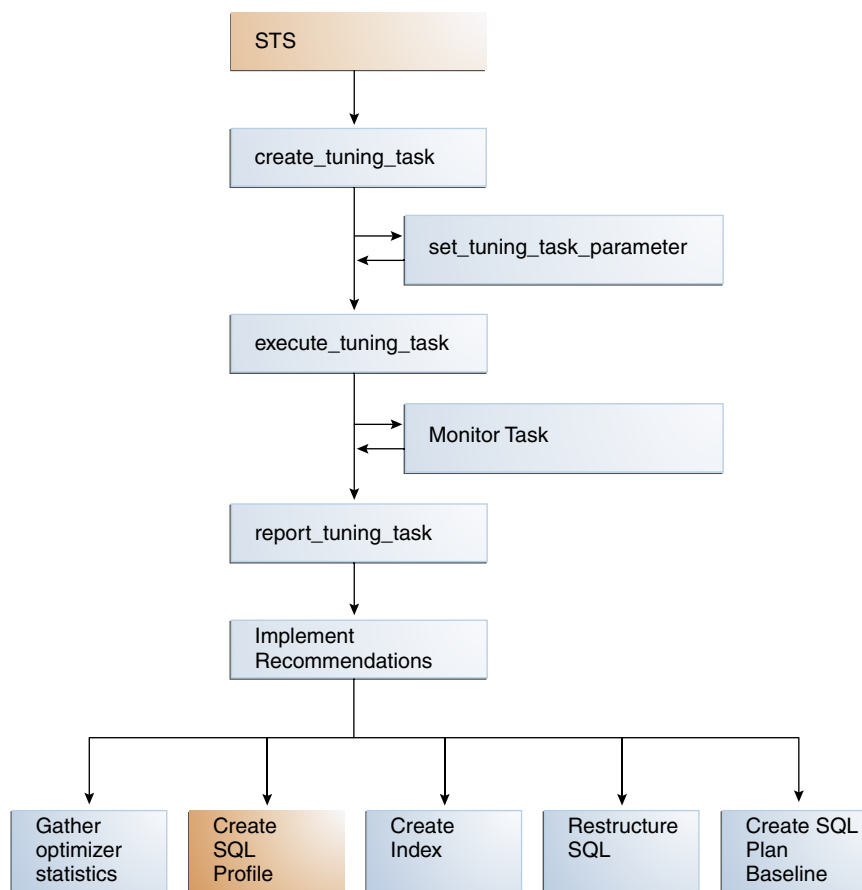 STS
create_tuning_task
set_tuning_task_parameter
execute_tuning_task
Monitor Task
report_tuning_task
Implement
Recommendations
Gather
optimizer
statistics
Create
SQL
Profile
Create
Index
Restructure
SQL
Create SQL
Plan
Baseline